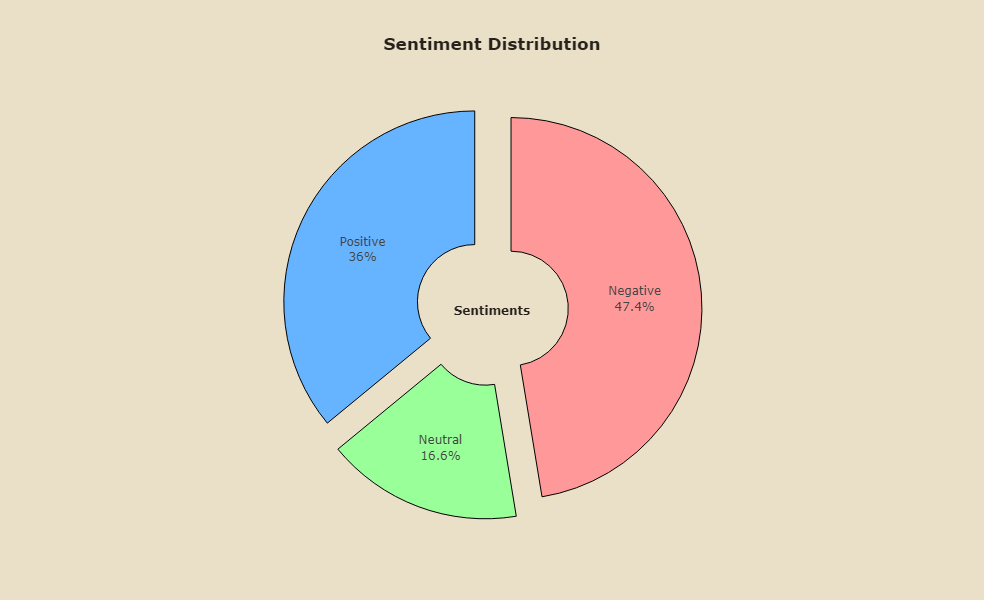 Sentiment Distribution
Positive
36%
Negative
47.4%
Sentiments
Neutral
16.6%